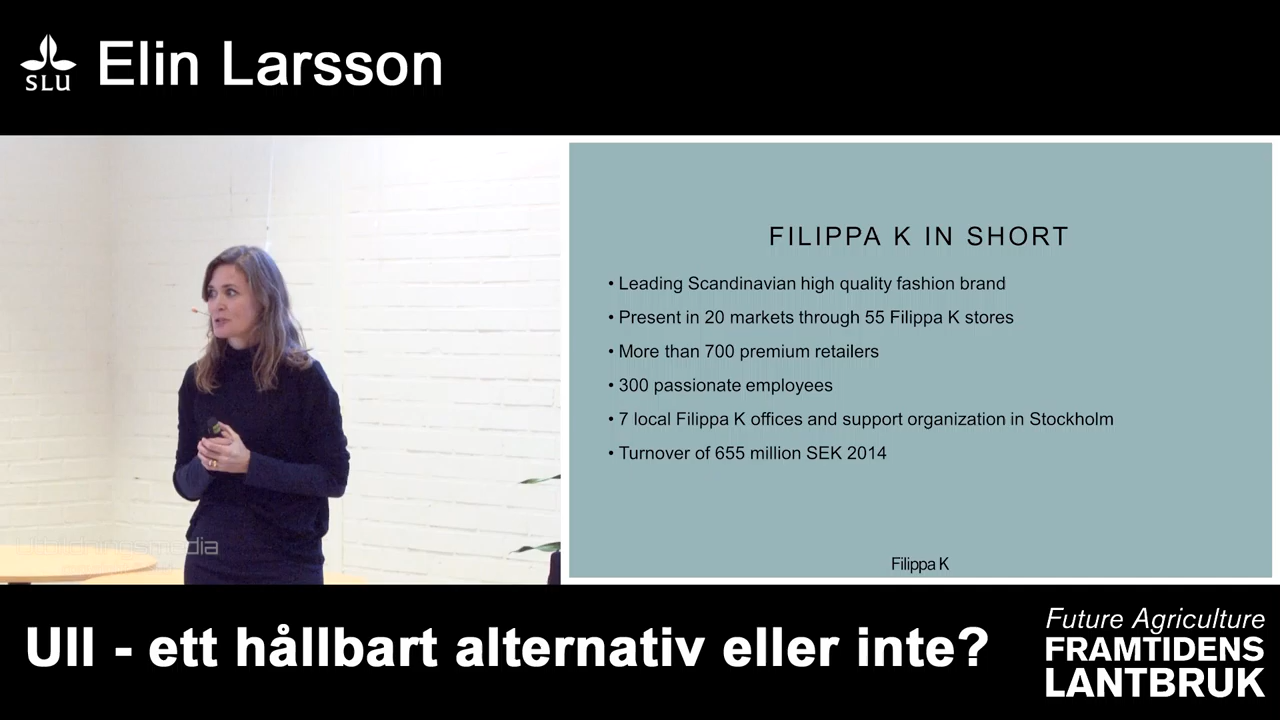 SLU
Elin Larsson
FILIPPA K IN SHORT
• Leading Scandinavian high quality fashion brand
• Present in 20 markets through 55 Filippa K stores
• More than 700 premium retailers
• 300 passionate employees
• 7 local Filippa K offices and support organization in Stockholm
• Turnover of 655 million SEK 2014
Filippa K
Utbildningsmedia
Ull - ett hållbart alternativ eller inte?
Future Agriculture
FRAMTIDENS
LANTBRUK